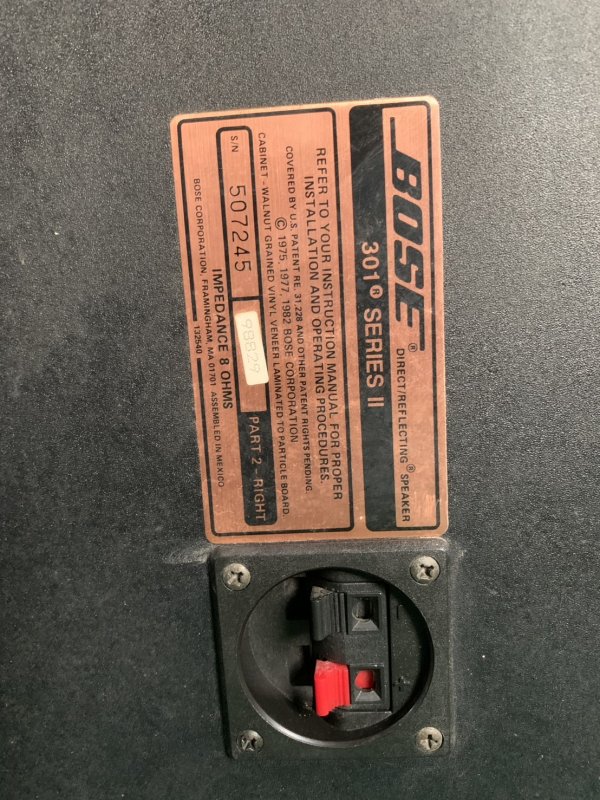 BOSE® DIRECT/REFLECTING® SPEAKER
301® SERIES II
REFER TO YOUR INSTRUCTION MANUAL FOR PROPER
INSTALLATION AND OPERATING PROCEDURES.
COVERED BY U.S. PATENT RE. 31,228 AND OTHER PATENT RIGHTS PENDING.
© 1975, 1977, 1982 BOSE CORPORATION
CABINET - WALNUT GRAINED VINYL VENEER LAMINATED TO PARTICLE BOARD.
S/N 507245 98529 PART 2 - RIGHT
IMPEDANCE 8 OHMS
BOSE CORPORATION, FRAMINGHAM, MA 01701 ASSEMBLED IN MEXICO
132540
- +